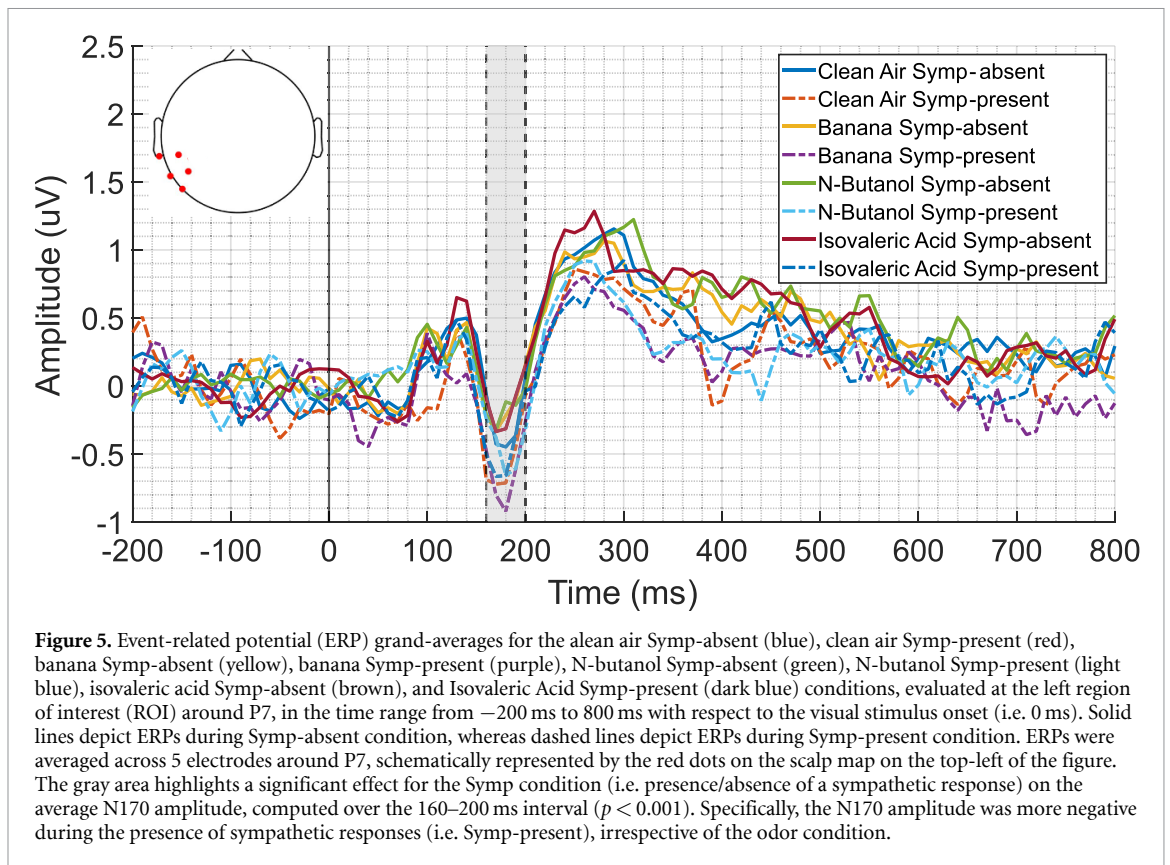 2.5
2
1.5
1
0.5
0
-0.5
-1
Amplitude (uV)
-200
-100
0
100
200
300
400
500
600
700
800
Time (ms)
Clean Air Symp-absent
Clean Air Symp-present
Banana Symp-absent
Banana Symp-present
N-Butanol Symp-absent
N-Butanol Symp-present
Isovaleric Acid Symp-absent
Isovaleric Acid Symp-present
Figure 5. Event-related potential (ERP) grand-averages for the alean air Symp-absent (blue), clean air Symp-present (red),
banana Symp-absent (yellow), banana Symp-present (purple), N-butanol Symp-absent (green), N-butanol Symp-present (light
blue), isovaleric acid Symp-absent (brown), and Isovaleric Acid Symp-present (dark blue) conditions, evaluated at the left region
of interest (ROI) around P7, in the time range from −200 ms to 800 ms with respect to the visual stimulus onset (i.e. 0 ms). Solid
lines depict ERPs during Symp-absent condition, whereas dashed lines depict ERPs during Symp-present condition. ERPs were
averaged across 5 electrodes around P7, schematically represented by the red dots on the scalp map on the top-left of the figure.
The gray area highlights a significant effect for the Symp condition (i.e. presence/absence of a sympathetic response) on the
average N170 amplitude, computed over the 160–200 ms interval (p < 0.001). Specifically, the N170 amplitude was more negative
during the presence of sympathetic responses (i.e. Symp-present), irrespective of the odor condition.